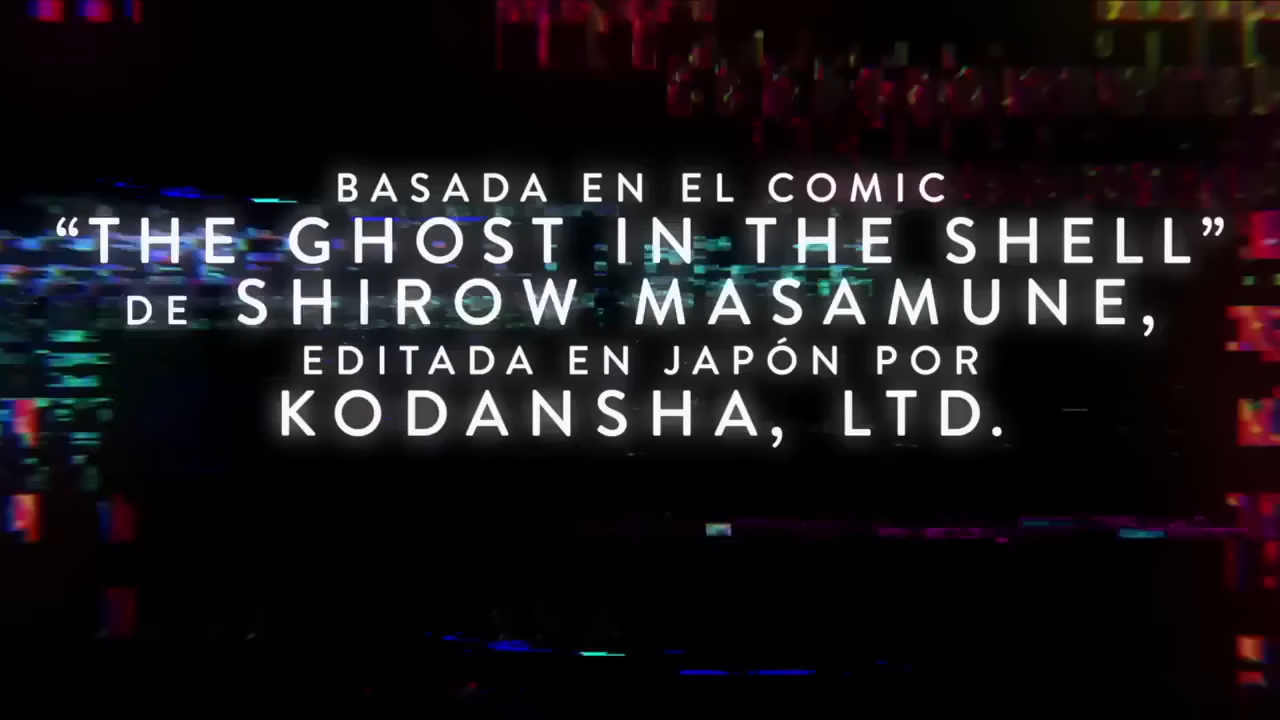 BASADA EN EL COMIC
“THE GHOST IN THE SHELL”
DE SHIROW MASAMUNE,
EDITADA EN JAPÓN POR
KODANSHA, LTD.